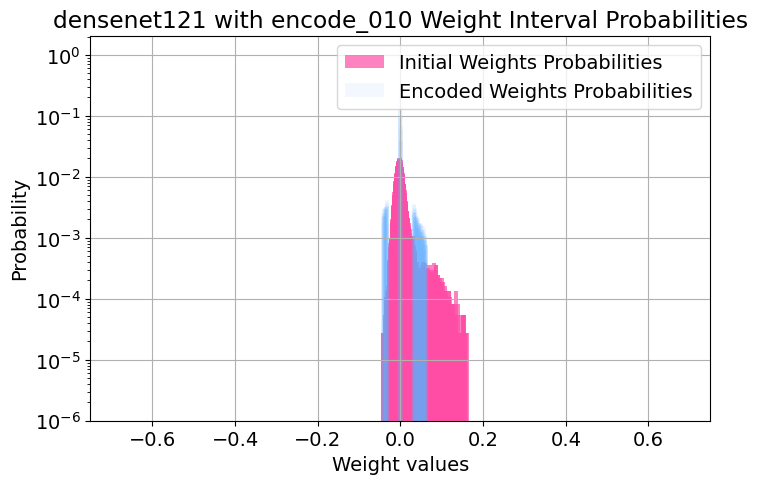 densenet121 with encode_010 Weight Interval Probabilities
Initial Weights Probabilities
Encoded Weights Probabilities
Probability
10^0
10^−1
10^−2
10^−3
10^−4
10^−5
10^−6
−0.6 −0.4 −0.2 0.0 0.2 0.4 0.6
Weight values